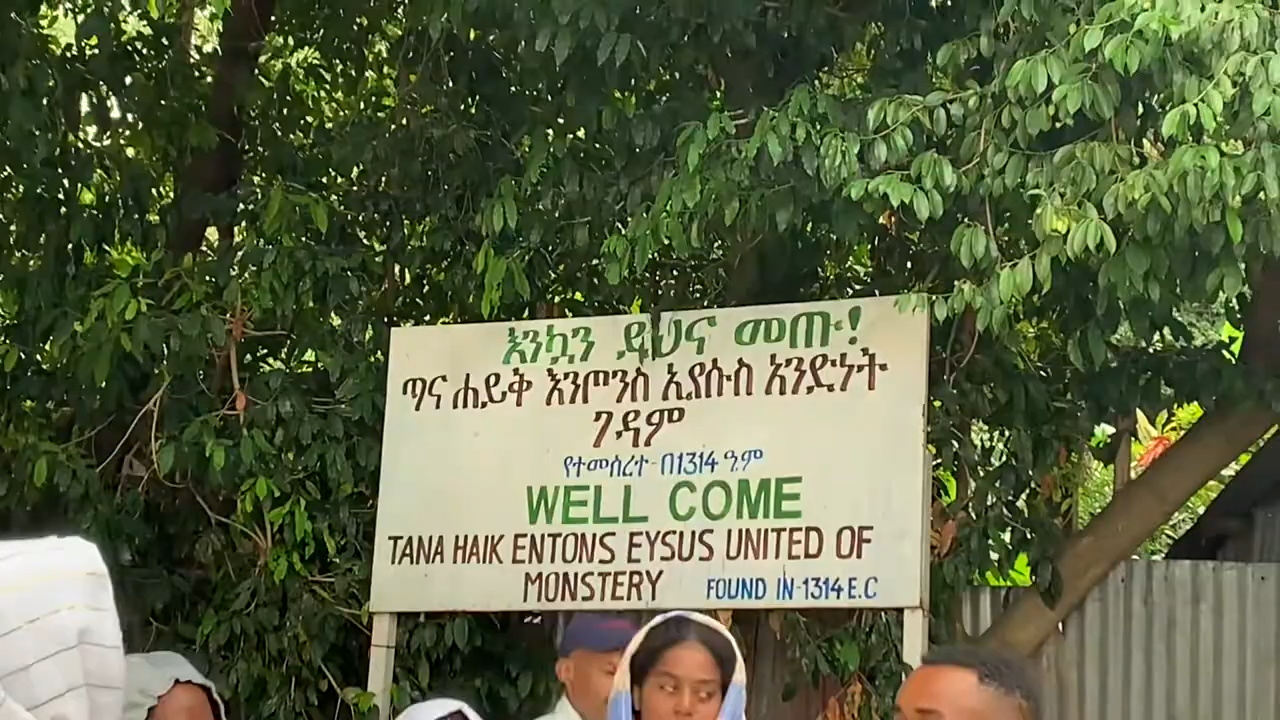 እንኳን ደህና መጡ!
ጣና ሐይቅ እንጦንስ ኢየሱስ አንድነት
ገዳም
የተመሰረተ-በ1314 ዓ.ም
WELL COME
TANA HAIK ENTONS EYSUS UNITED OF
MONSTERY FOUND IN-1314 E.C